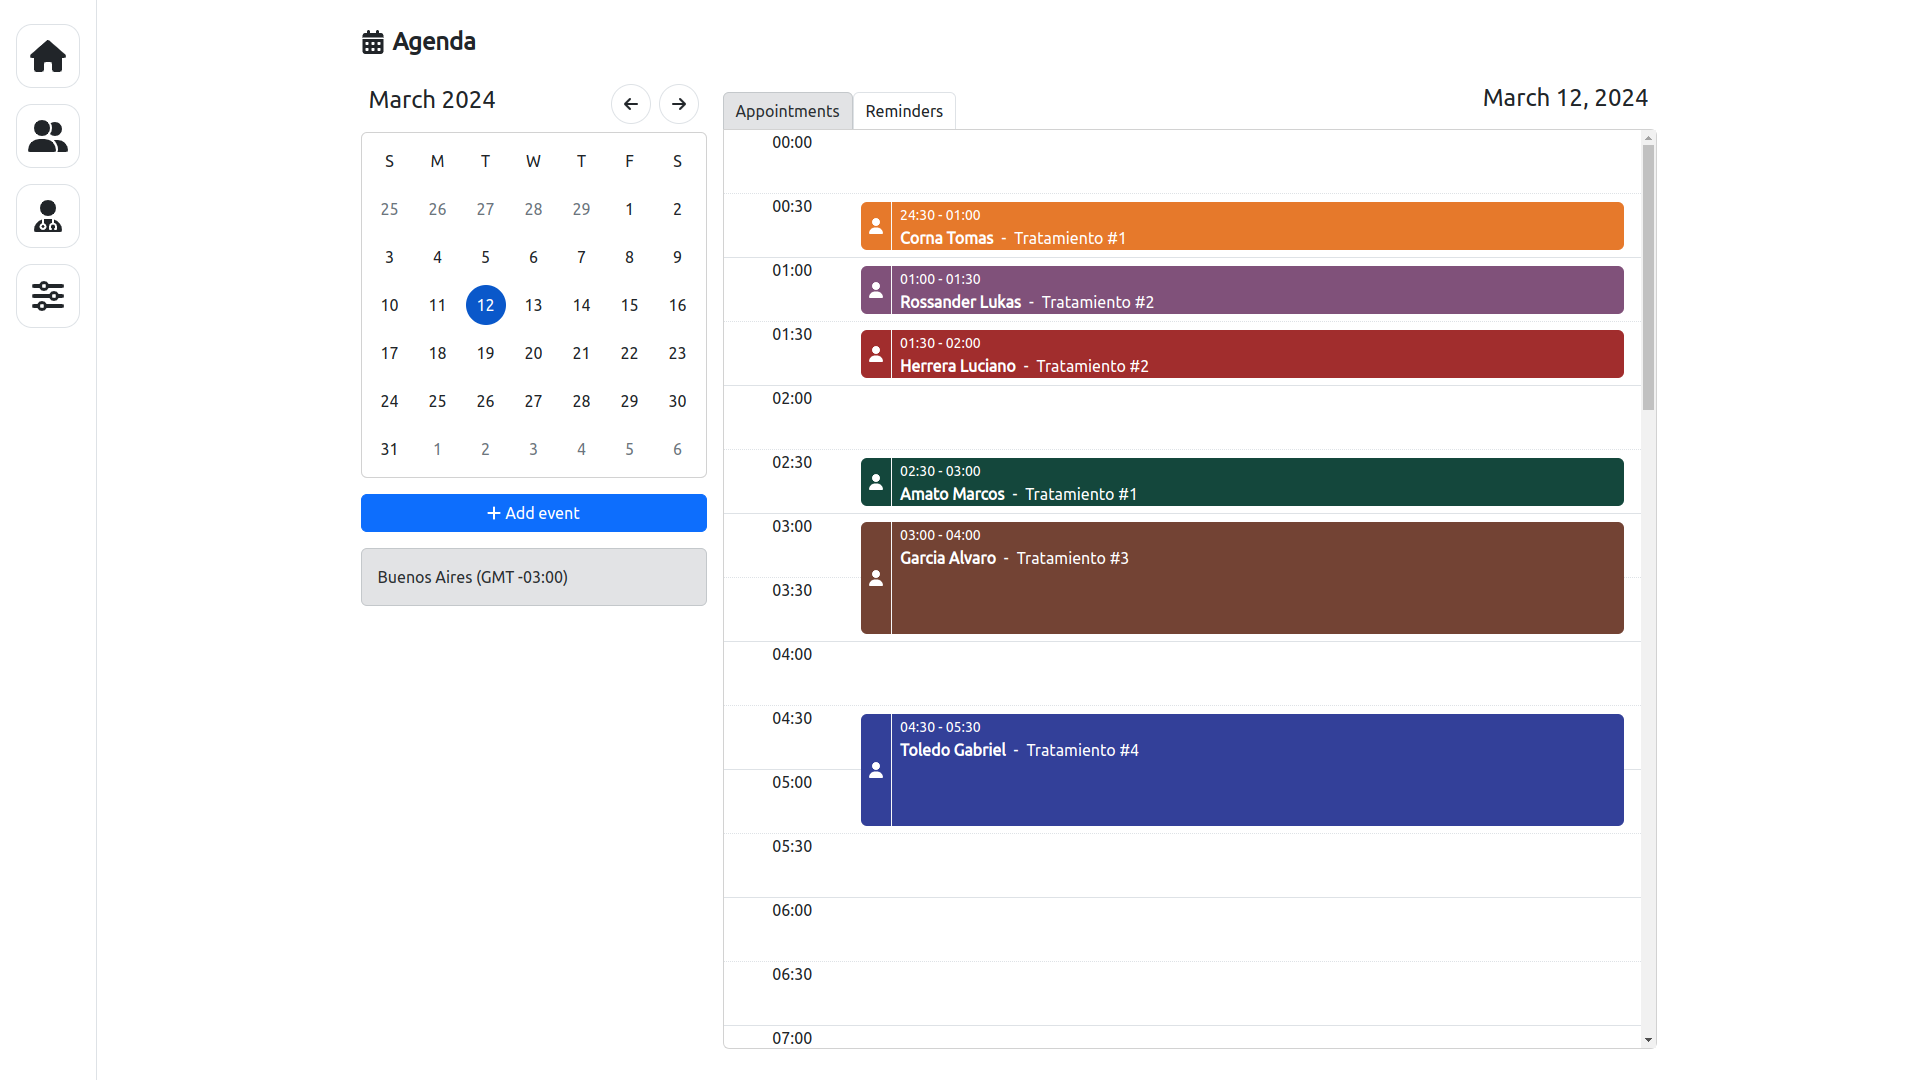 Agenda
March 2024
S M T W T F S
25 26 27 28 29 1 2
3 4 5 6 7 8 9
10 11 12 13 14 15 16
17 18 19 20 21 22 23
24 25 26 27 28 29 30
31 1 2 3 4 5 6
+ Add event
Buenos Aires (GMT -03:00)
Appointments Reminders
March 12, 2024
00:00
00:30
24:30 - 01:00
Corna Tomas - Tratamiento #1
01:00
01:00 - 01:30
Rossander Lukas - Tratamiento #2
01:30
01:30 - 02:00
Herrera Luciano - Tratamiento #2
02:00
02:30
02:30 - 03:00
Amato Marcos - Tratamiento #1
03:00
03:00 - 04:00
Garcia Alvaro - Tratamiento #3
03:30
04:00
04:30
04:30 - 05:30
Toledo Gabriel - Tratamiento #4
05:00
05:30
06:00
06:30
07:00